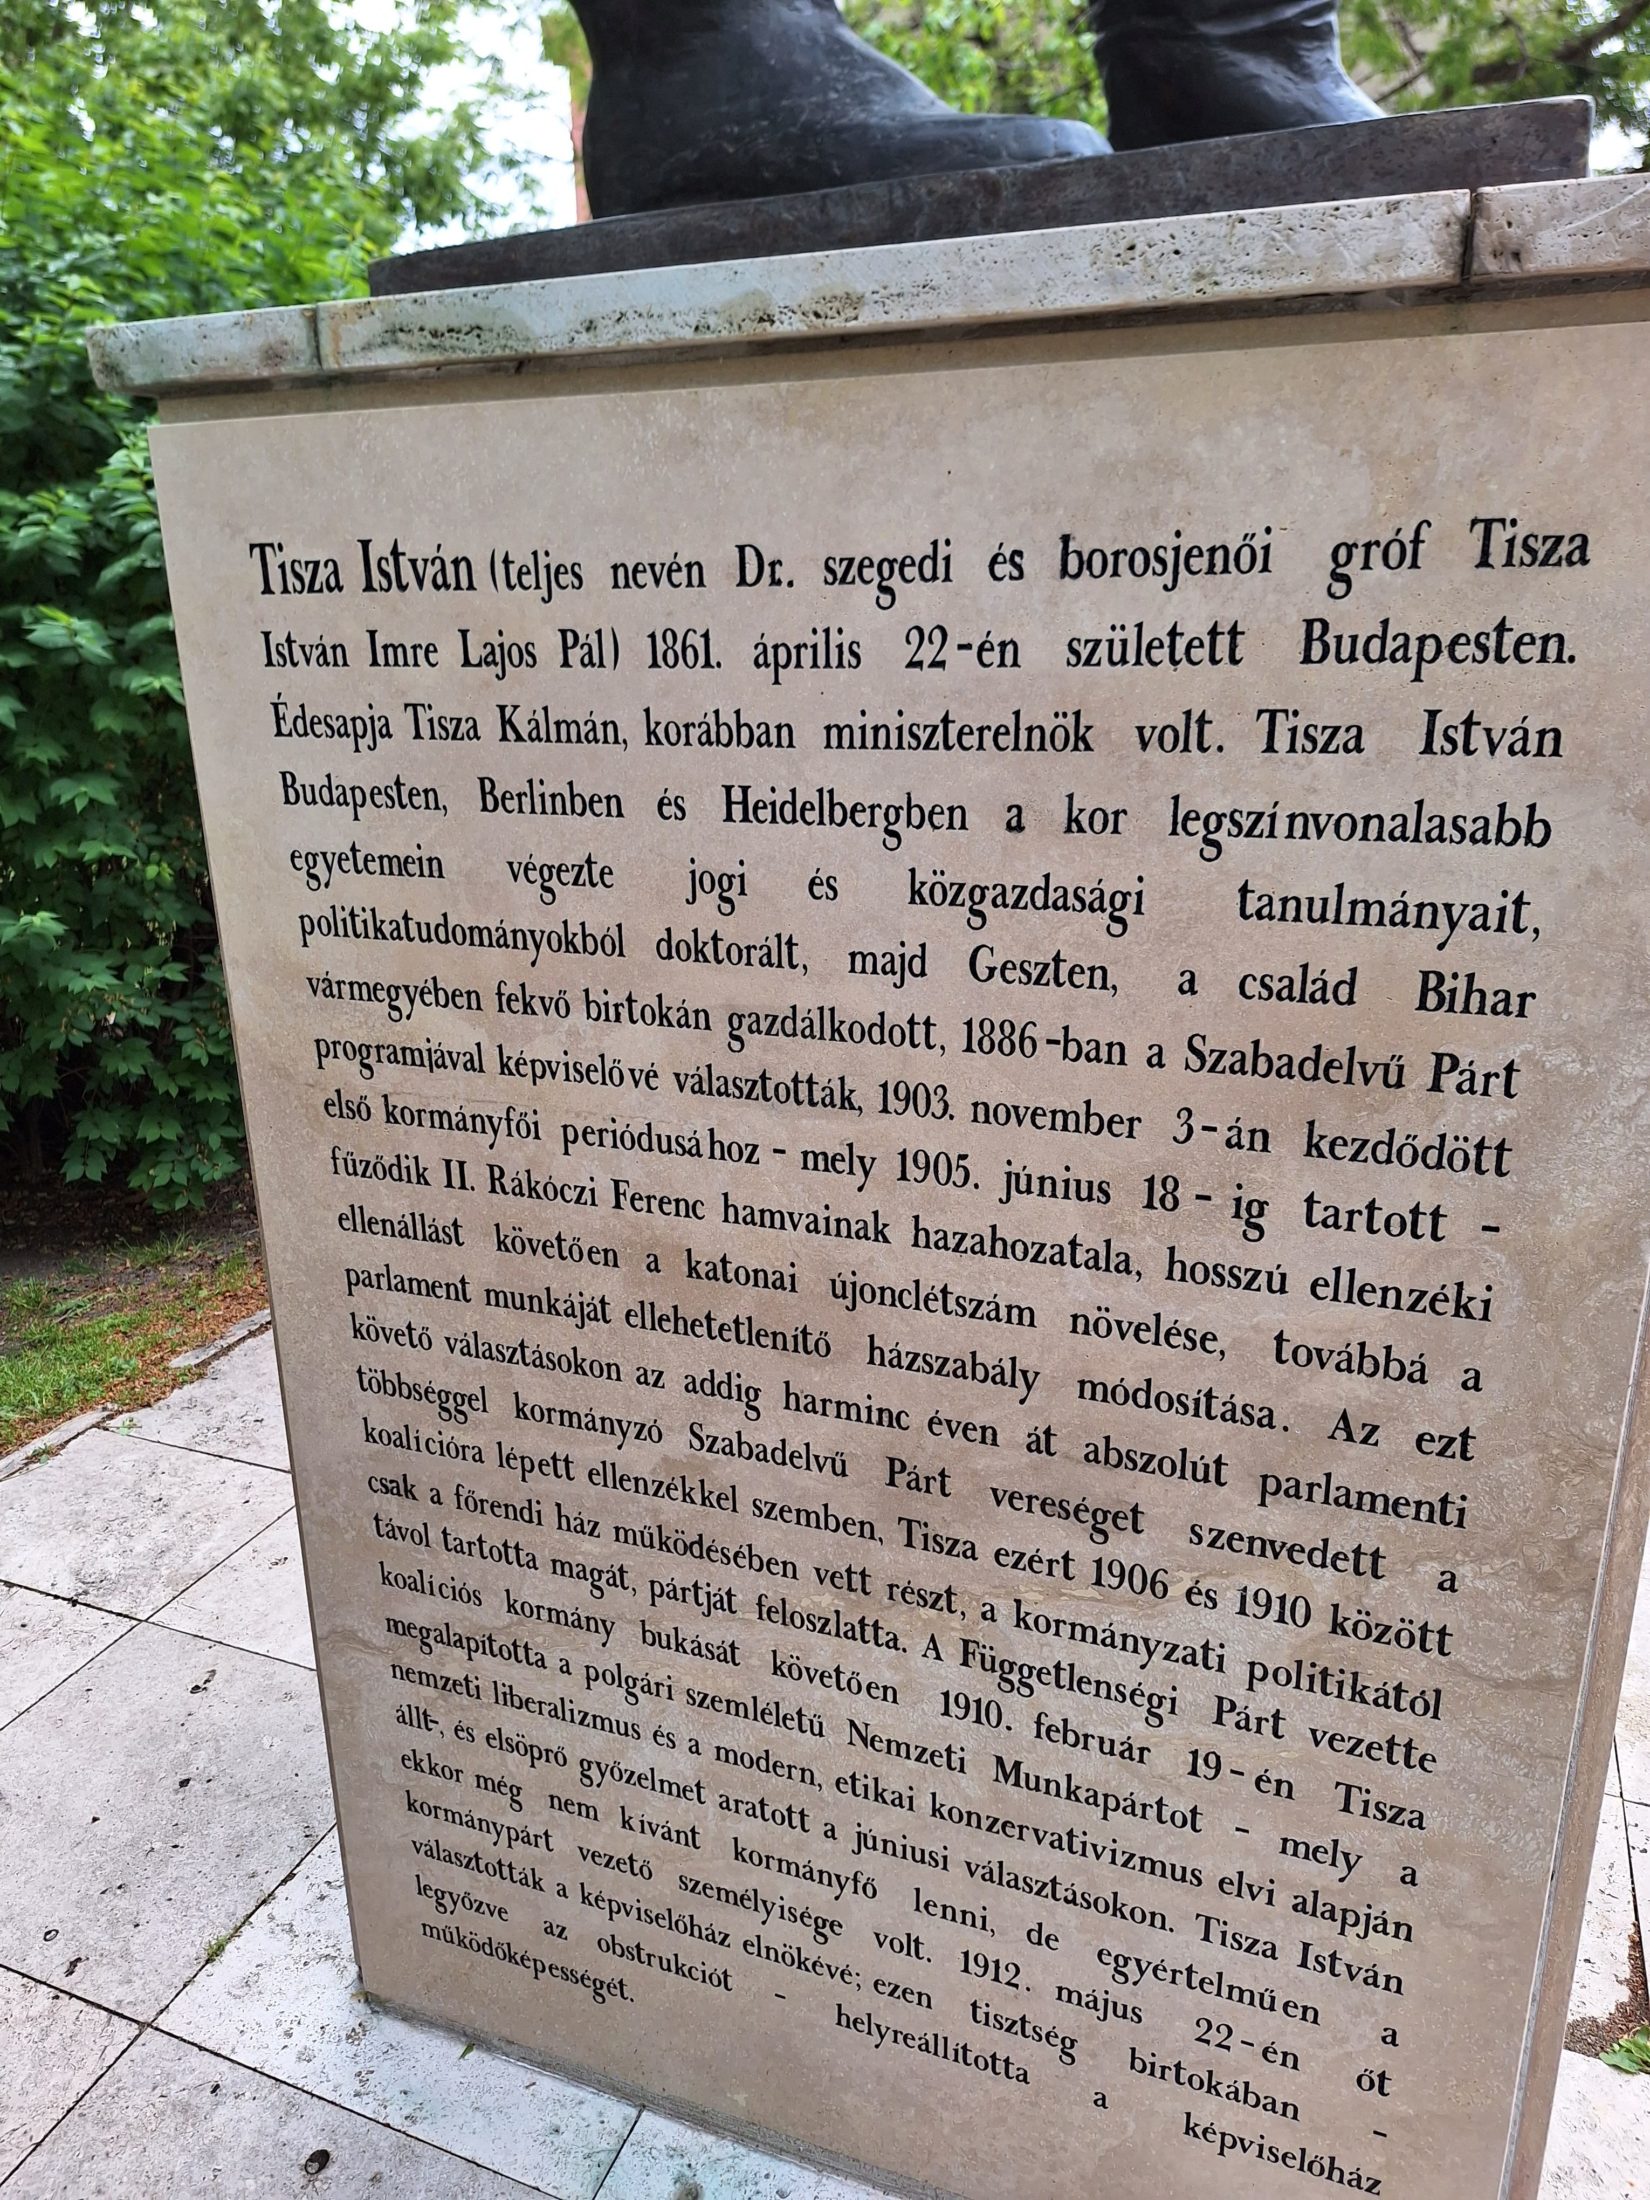 Tisza István (teljes nevén Dr. szegedi és borosjenői gróf Tisza
István Imre Lajos Pál) 1861. április 22-én született Budapesten.
Édesapja Tisza Kálmán, korábban miniszterelnök volt. Tisza István
Budapesten, Berlinben és Heidelbergben a kor legszínvonalasabb
egyetemein végezte jogi és közgazdasági tanulmányait,
politikatudományokból doktorált, majd Geszten, a család Bihar
vármegyében fekvő birtokán gazdálkodott, 1886-ban a Szabadelvű Párt
programjával képviselővé választották, 1903. november 3-án kezdődött
első kormányfői periódusához - mely 1905. június 18-ig tartott -
fűződik II. Rákóczi Ferenc hamvainak hazahozatala, hosszú ellenzéki
ellenállást követően a katonai újonclétszám növelése, továbbá a
parlament munkáját ellehetetlenítő házszabály módosítása. Az ezt
követő választásokon az addig harminc éven át abszolút parlamenti
többséggel kormányzó Szabadelvű Párt vereséget szenvedett a
koalícióra lépett ellenzékkel szemben, Tisza ezért 1906 és 1910 között
csak a főrendi ház működésében vett részt, a kormányzati politikától
távol tartotta magát, pártját feloszlatta. A Függetlenségi Párt vezette
koalíciós kormány bukását követően 1910. február 19-én Tisza
megalapította a polgári szemléletű Nemzeti Munkapártot - mely a
nemzeti liberalizmus és a modern, etikai konzervativizmus elvi alapján
állt-, és elsöprő győzelmet aratott a júniusi választásokon. Tisza István
ekkor még nem kívánt kormányfő lenni, de egyértelműen a
kormánypárt vezető személyisége volt. 1912. május 22-én őt
választották a képviselőház elnökévé; ezen tisztség birtokában -
legyőzve az obstrukciót - helyreállította a képviselőház
működőképességét.